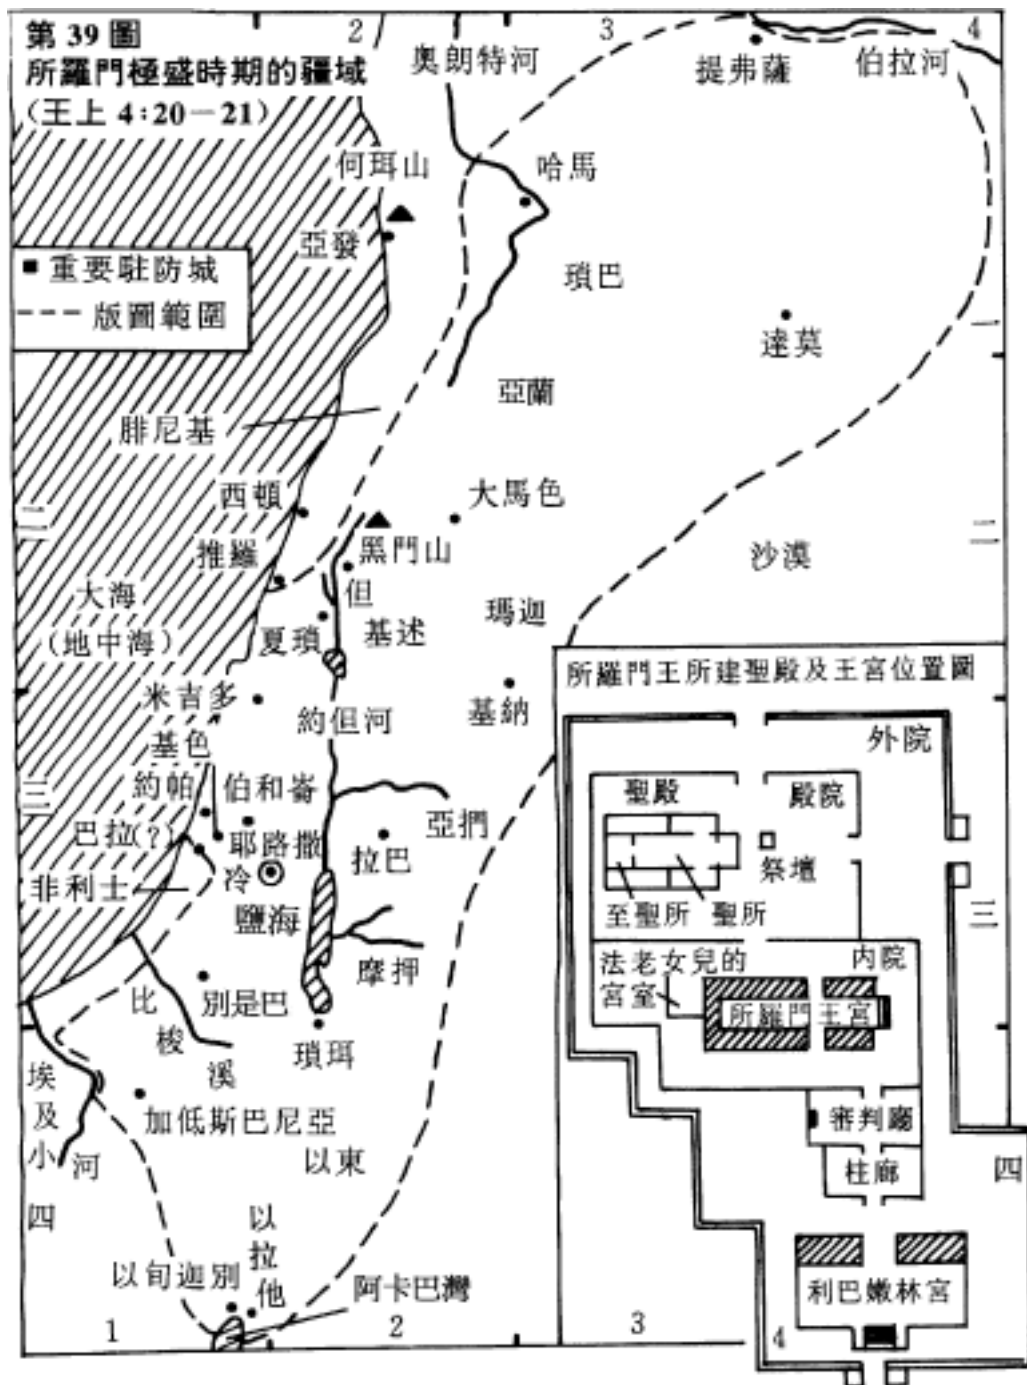 第 39 圖
所羅門極盛時期的疆域
(王上 4:20－21)
2
3
4
奧朗特河
提弗薩
伯拉河
何珥山
哈馬
亞發
■重要駐防城
---- 版圖範圍
瑣巴
達莫
一
亞蘭
腓尼基
西頓
大馬色
二
二
推羅
黑門山
沙漠
但
大海
(地中海)
夏瑣
基述
瑪迦
米吉多
約但河
基納
基色
三
約帕
伯和崙
亞捫
巴拉(?)
耶路撒
冷
拉巴
非利士
鹽海
摩押
比
梭
溪
別是巴
瑣珥
埃
及
小
河
加低斯巴尼亞
以東
四
以
拉
他
以旬迦別
阿卡巴灣
1
2
3
4
所羅門王所建聖殿及王宮位置圖
外院
聖殿
殿院
祭壇
至聖所
聖所
三
法老女兒的
宮室
內院
所羅門王宮
審判廳
柱廊
四
利巴嫩林宮